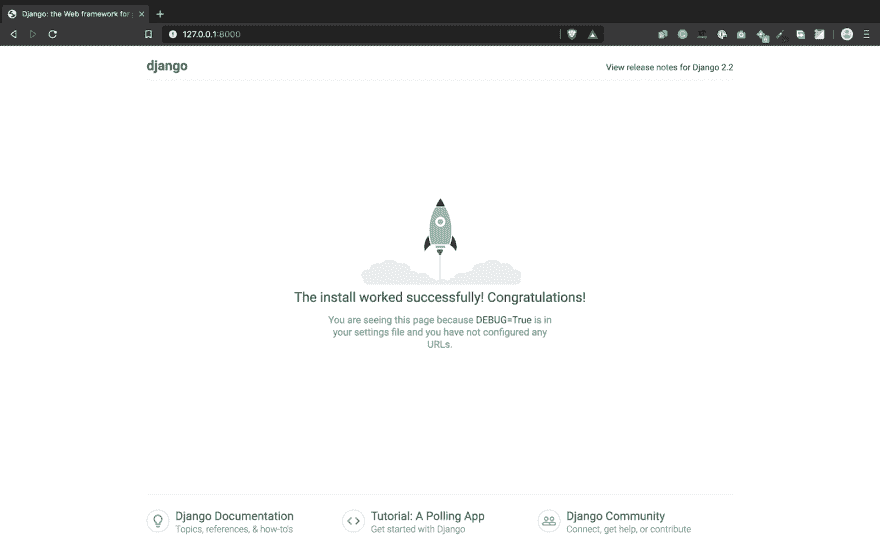 Django: the Web framework for
127.0.0.1:8000
django
View release notes for Django 2.2
The install worked successfully! Congratulations!
You are seeing this page because DEBUG=True is in
your settings file and you have not configured any
URLs.
Django Documentation
Topics, references, & how-to's
Tutorial: A Polling App
Get started with Django
Django Community
Connect, get help, or contribute